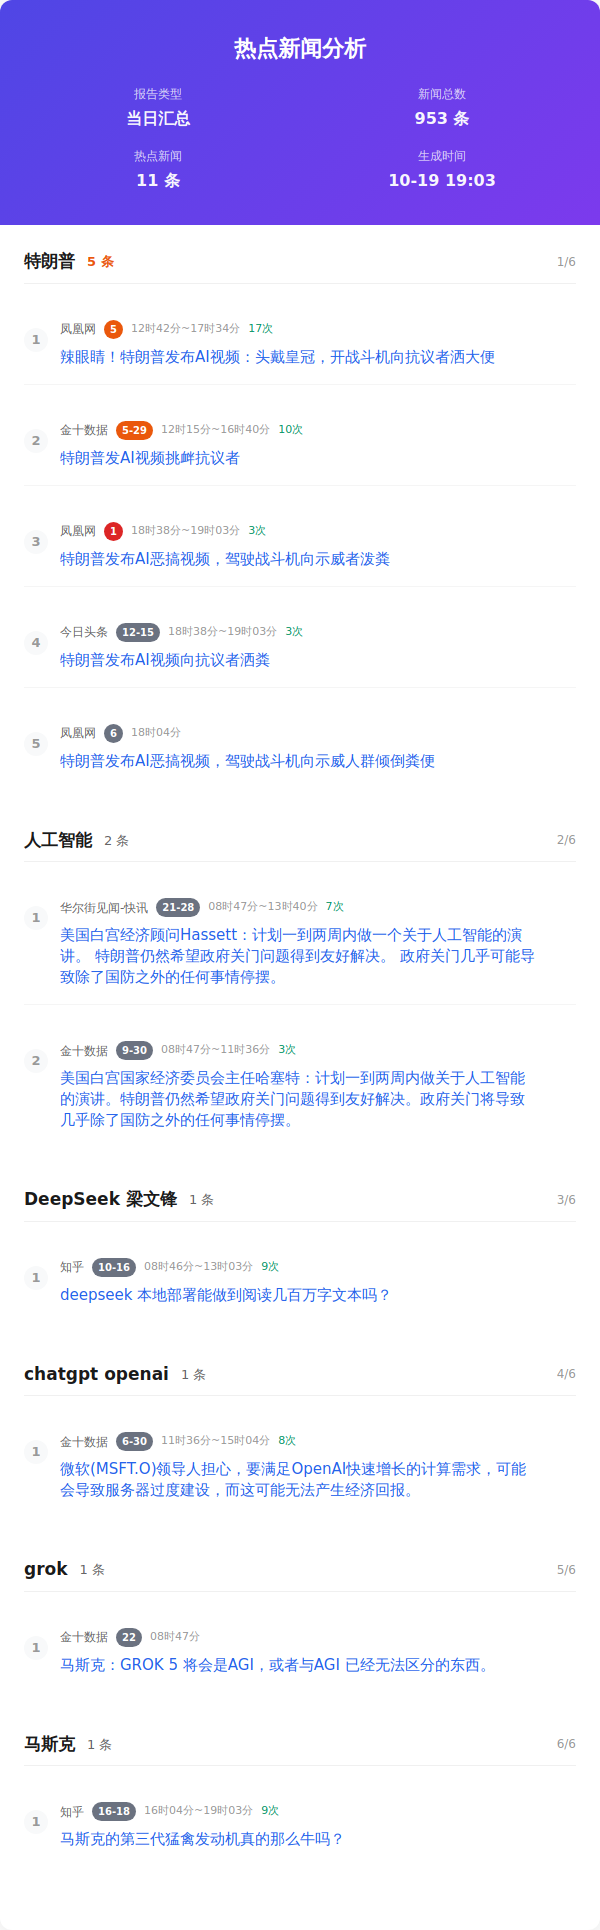 热点新闻分析
报告类型
新闻总数
当日汇总
953 条
热点新闻
生成时间
11 条
10-19 19:03
特朗普 5 条 1/6
1
凤凰网 5 12时42分~17时34分 17次
辣眼睛！特朗普发布AI视频：头戴皇冠，开战斗机向抗议者洒大便
2
金十数据 5-29 12时15分~16时40分 10次
特朗普发AI视频挑衅抗议者
3
凤凰网 1 18时38分~19时03分 3次
特朗普发布AI恶搞视频，驾驶战斗机向示威者泼粪
4
今日头条 12-15 18时38分~19时03分 3次
特朗普发布AI视频向抗议者洒粪
5
凤凰网 6 18时04分
特朗普发布AI恶搞视频，驾驶战斗机向示威人群倾倒粪便
人工智能 2 条 2/6
1
华尔街见闻-快讯 21-28 08时47分~13时40分 7次
美国白宫经济顾问Hassett：计划一到两周内做一个关于人工智能的演
讲。 特朗普仍然希望政府关门问题得到友好解决。 政府关门几乎可能导
致除了国防之外的任何事情停摆。
2
金十数据 9-30 08时47分~11时36分 3次
美国白宫国家经济委员会主任哈塞特：计划一到两周内做关于人工智能
的演讲。特朗普仍然希望政府关门问题得到友好解决。政府关门将导致
几乎除了国防之外的任何事情停摆。
DeepSeek 梁文锋 1 条 3/6
1
知乎 10-16 08时46分~13时03分 9次
deepseek 本地部署能做到阅读几百万字文本吗？
chatgpt openai 1 条 4/6
1
金十数据 6-30 11时36分~15时04分 8次
微软(MSFT.O)领导人担心，要满足OpenAI快速增长的计算需求，可能
会导致服务器过度建设，而这可能无法产生经济回报。
grok 1 条 5/6
1
金十数据 22 08时47分
马斯克：GROK 5 将会是AGI，或者与AGI 已经无法区分的东西。
马斯克 1 条 6/6
1
知乎 16-18 16时04分~19时03分 9次
马斯克的第三代猛禽发动机真的那么牛吗？